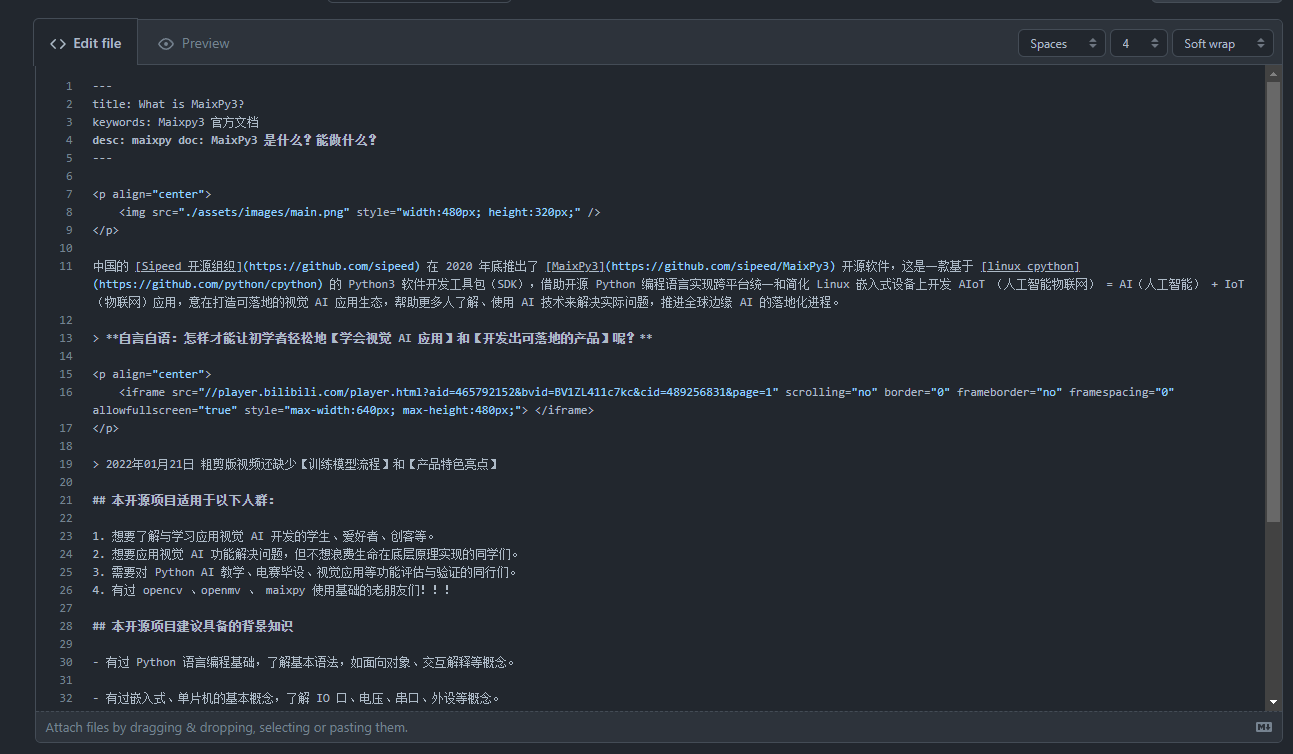 Edit file
Preview
Spaces
4
Soft wrap
1 ---
2 title: What is MaixPy3?
3 keywords: Maixpy3 官方文档
4 desc: maixpy doc: MaixPy3 是什么？能做什么？
5 ---
6
7 <p align="center">
8 <img src="./assets/images/main.png" style="width:480px; height:320px;" />
9 </p>
10
11 中国的 [Sipeed 开源组织](https://github.com/sipeed) 在 2020 年底推出了 [MaixPy3](https://github.com/sipeed/MaixPy3) 开源软件，这是一款基于 [linux cpython]
(https://github.com/python/cpython) 的 Python3 软件开发工具包（SDK），借助开源 Python 编程语言实现跨平台统一和简化 Linux 嵌入式设备上开发 AIoT （人工智能物联网） = AI（人工智能） + IoT
（物联网）应用，意在打造可落地的视觉 AI 应用生态，帮助更多人了解、使用 AI 技术来解决实际问题，推进全球边缘 AI 的落地化进程。
12
13 > **自言自语：怎样才能让初学者轻松地【学会视觉 AI 应用】和【开发出可落地的产品】呢？**
14
15 <p align="center">
16 <iframe src="//player.bilibili.com/player.html?aid=465792152&bvid=BV1ZL411c7kc&cid=489256831&page=1" scrolling="no" border="0" frameborder="no" framespacing="0"
allowfullscreen="true" style="max-width:640px; max-height:480px;"> </iframe>
17 </p>
18
19 > 2022年01月21日 粗剪版视频还缺少【训练模型流程】和【产品特色亮点】
20
21 ## 本开源项目适用于以下人群：
22
23 1. 想要了解与学习应用视觉 AI 开发的学生、爱好者、创客等。
24 2. 想要应用视觉 AI 功能解决问题，但不想浪费生命在底层原理实现的同学们。
25 3. 需要对 Python AI 教学、电赛毕设、视觉应用等功能评估与验证的同行们。
26 4. 有过 opencv 、openmv 、 maixpy 使用基础的老朋友们！！！
27
28 ## 本开源项目建议具备的背景知识
29
30 - 有过 Python 语言编程基础，了解基本语法，如面向对象、交互解释等概念。
31
32 - 有过嵌入式、单片机的基本概念，了解 IO 口、电压、串口、外设等概念。
Attach files by dragging & dropping, selecting or pasting them.